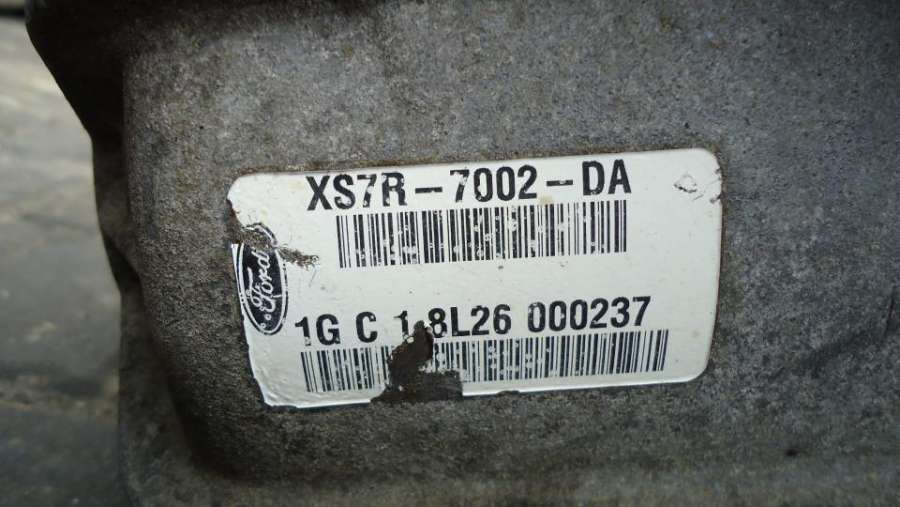 XS7R-7002-DA
Ford
1G C 1 8L26 000237